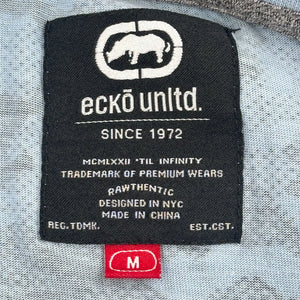 eckō unltd.
SINCE 1972
MCMLXXII 'TIL INFINITY
TRADEMARK OF PREMIUM WEARS
RAWTHENTIC
DESIGNED IN NYC
MADE IN CHINA
REG.TDMK. EST.CST.
M